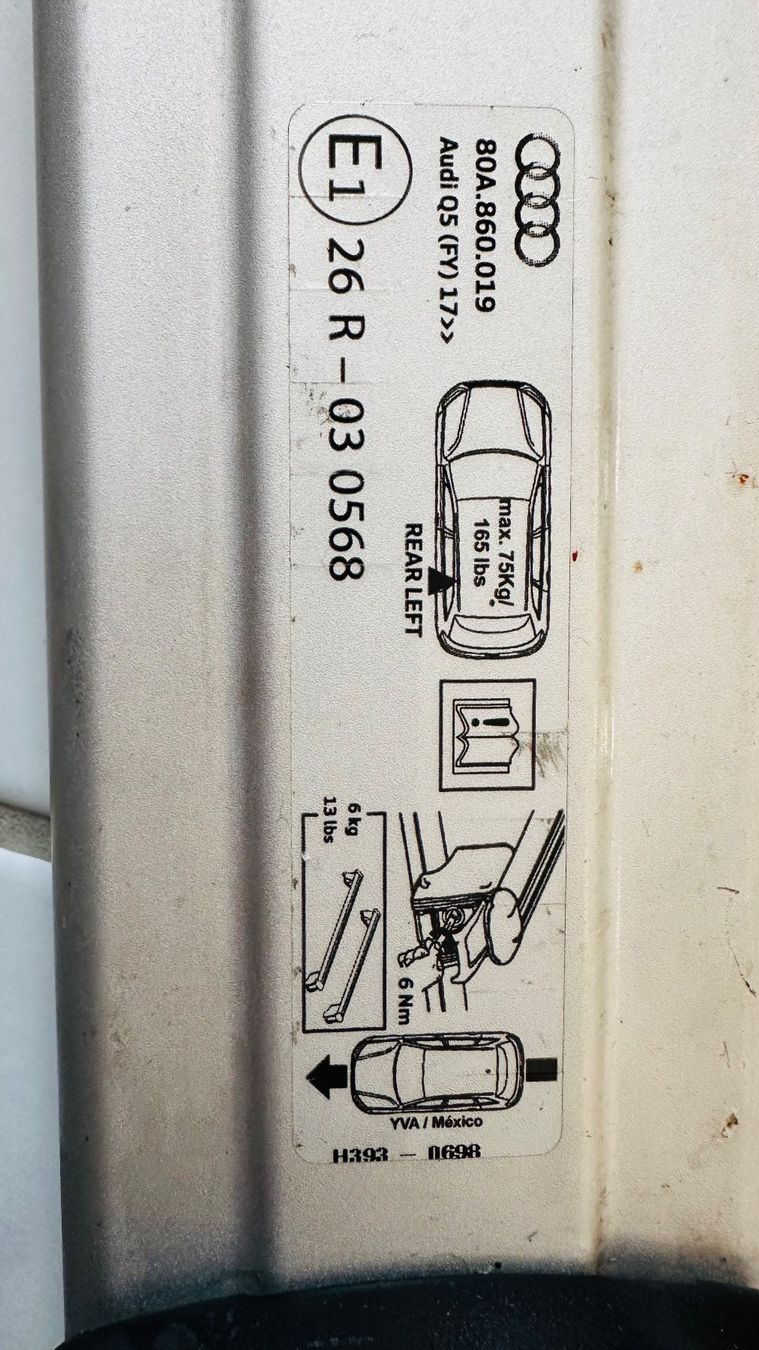 80A.860.019
Audi Q5 (FY) 17>>
E1 26 R - 03 0568
max. 75Kg/
165 lbs
REAR LEFT
6 Nm
6 kg
13 lbs
YVA / México
H393 - 0698